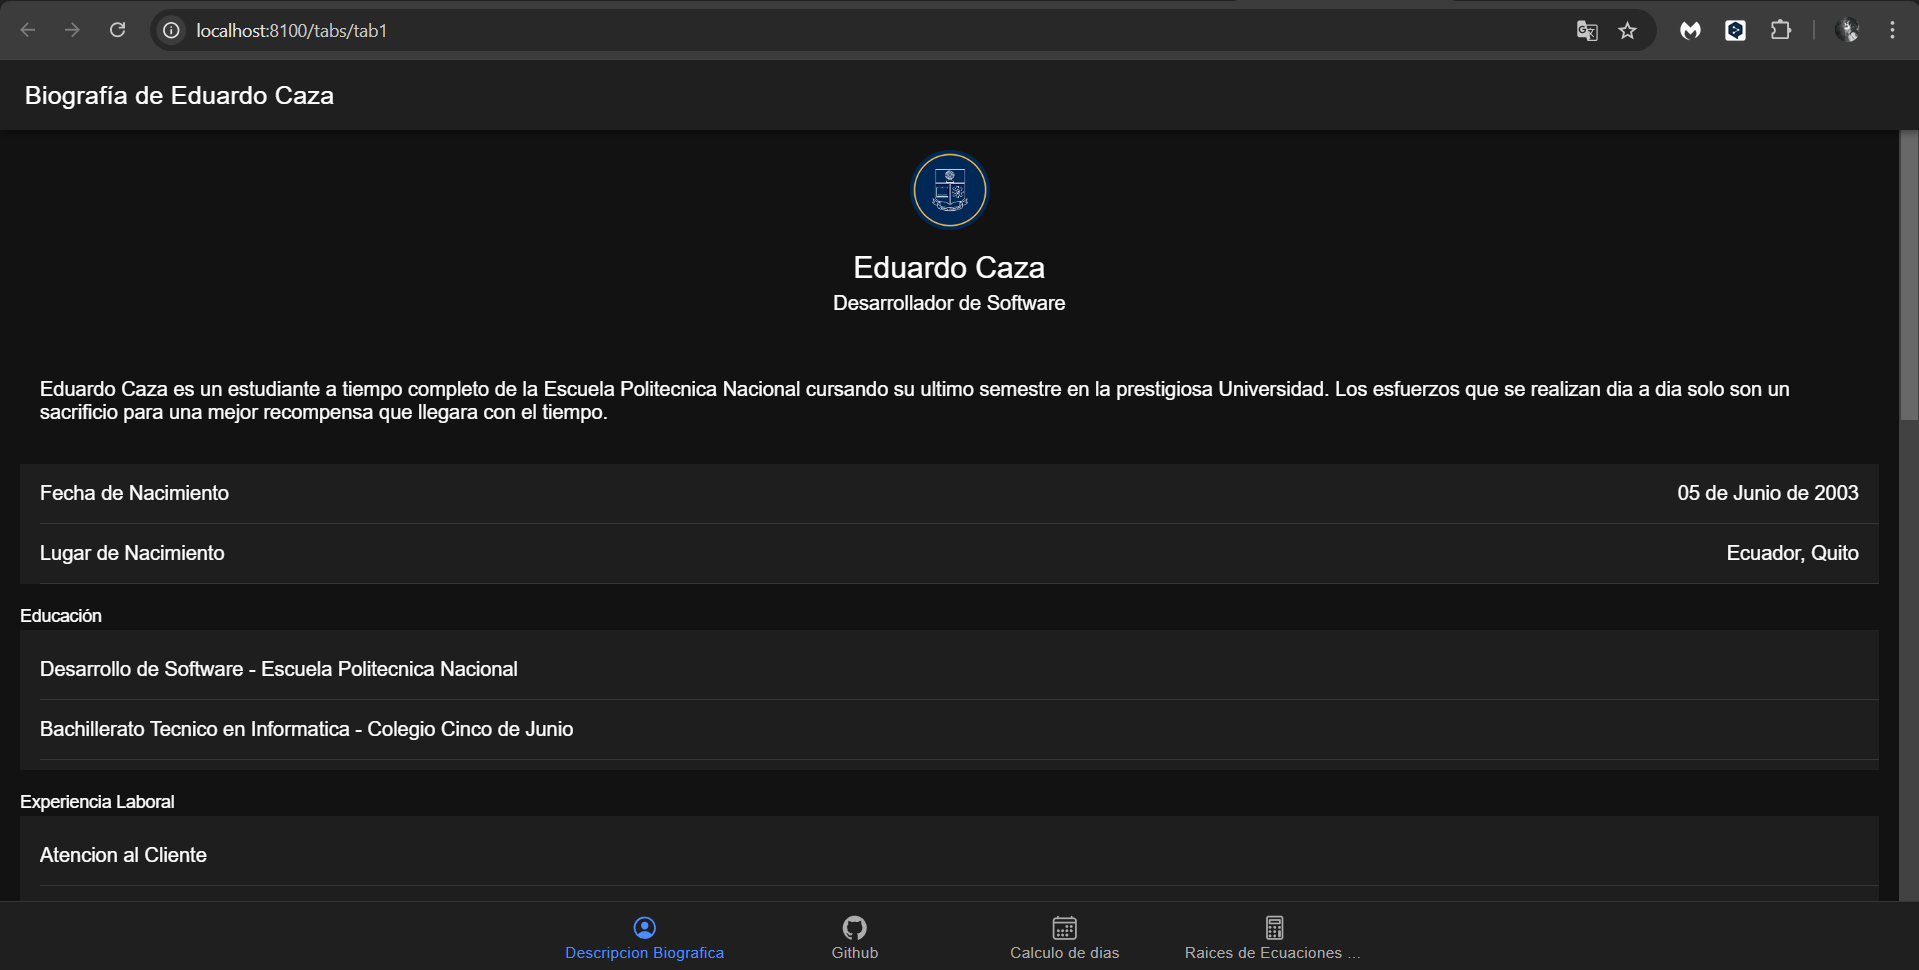 localhost:8100/tabs/tab1
Biografía de Eduardo Caza
Eduardo Caza
Desarrollador de Software
Eduardo Caza es un estudiante a tiempo completo de la Escuela Politecnica Nacional cursando su ultimo semestre en la prestigiosa Universidad. Los esfuerzos que se realizan dia a dia solo son un
sacrificio para una mejor recompensa que llegara con el tiempo.
Fecha de Nacimiento 05 de Junio de 2003
Lugar de Nacimiento Ecuador, Quito
Educación
Desarrollo de Software - Escuela Politecnica Nacional
Bachillerato Tecnico en Informatica - Colegio Cinco de Junio
Experiencia Laboral
Atencion al Cliente
Descripcion Biografica Github Calculo de dias Raices de Ecuaciones ...